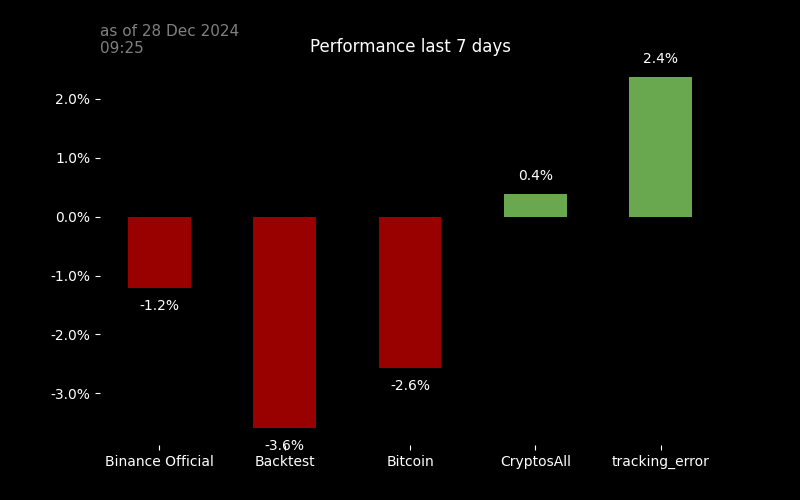 as of 28 Dec 2024
09:25
Performance last 7 days
2.4%
2.0%
1.0%
0.4%
0.0%
-1.0%
-1.2%
-2.0%
-2.6%
-3.0%
-3.6%
Binance Official
Backtest
Bitcoin
CryptosAll
tracking_error